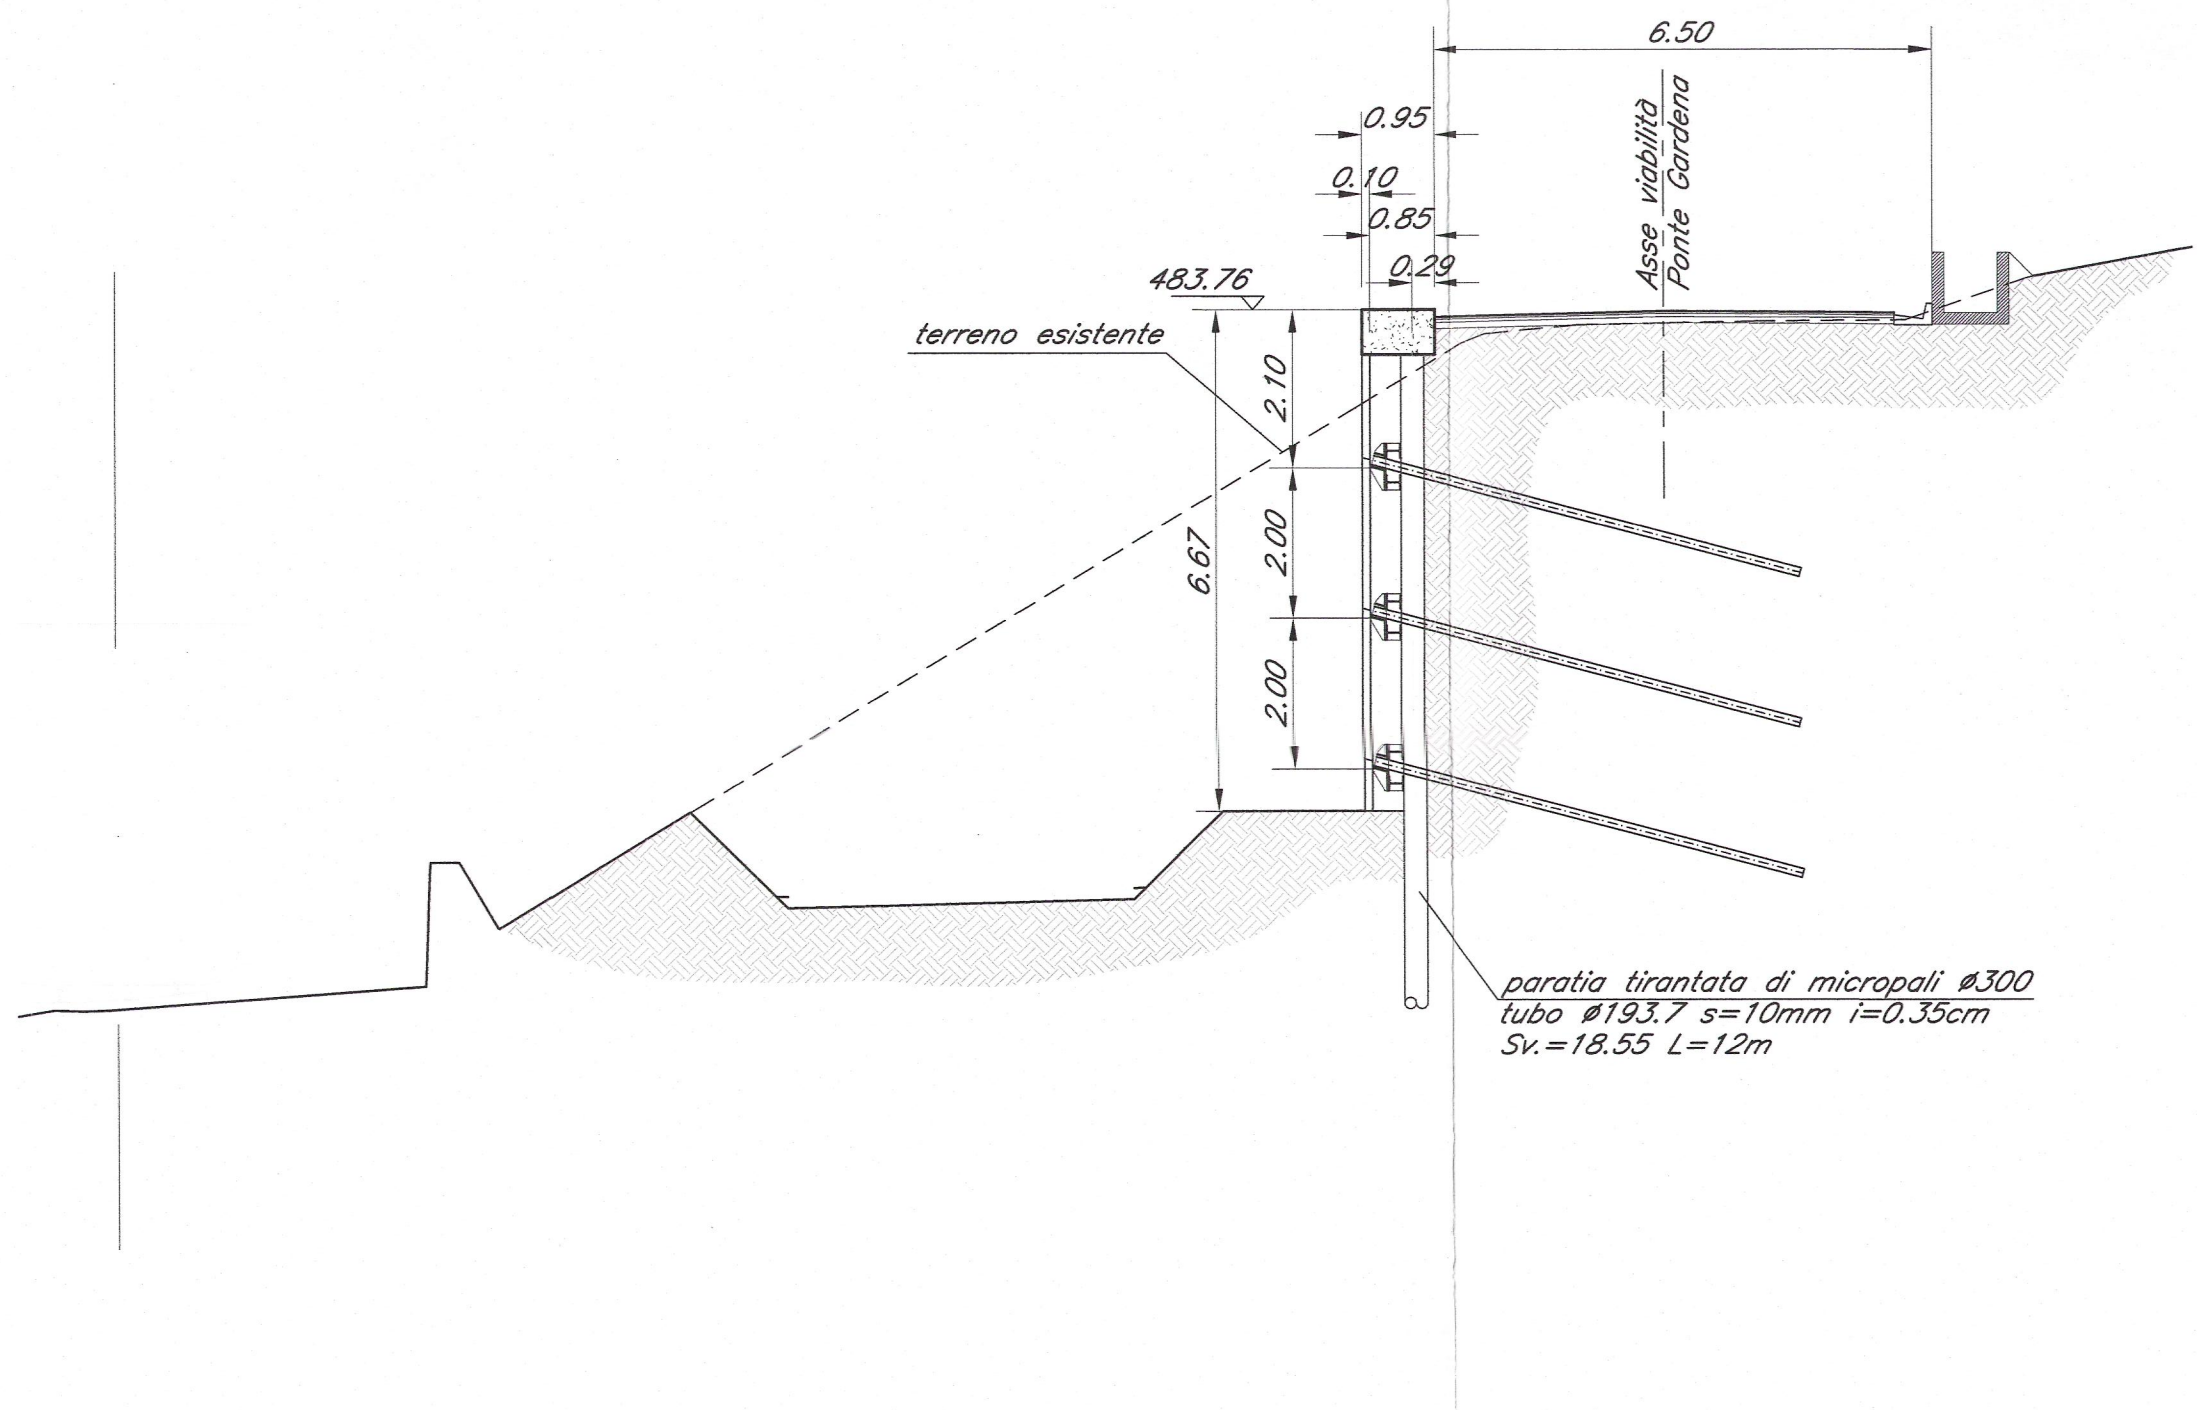 6.50
0.95
Asse viabilità
Ponte Gardena
0.10
0.85
0.29
483.76
terreno esistente
2.10
2.00
6.67
2.00
paratia tirantata di micropali ø300
tubo ø193.7 s=10mm i=0.35cm
Sv.=18.55 L=12m